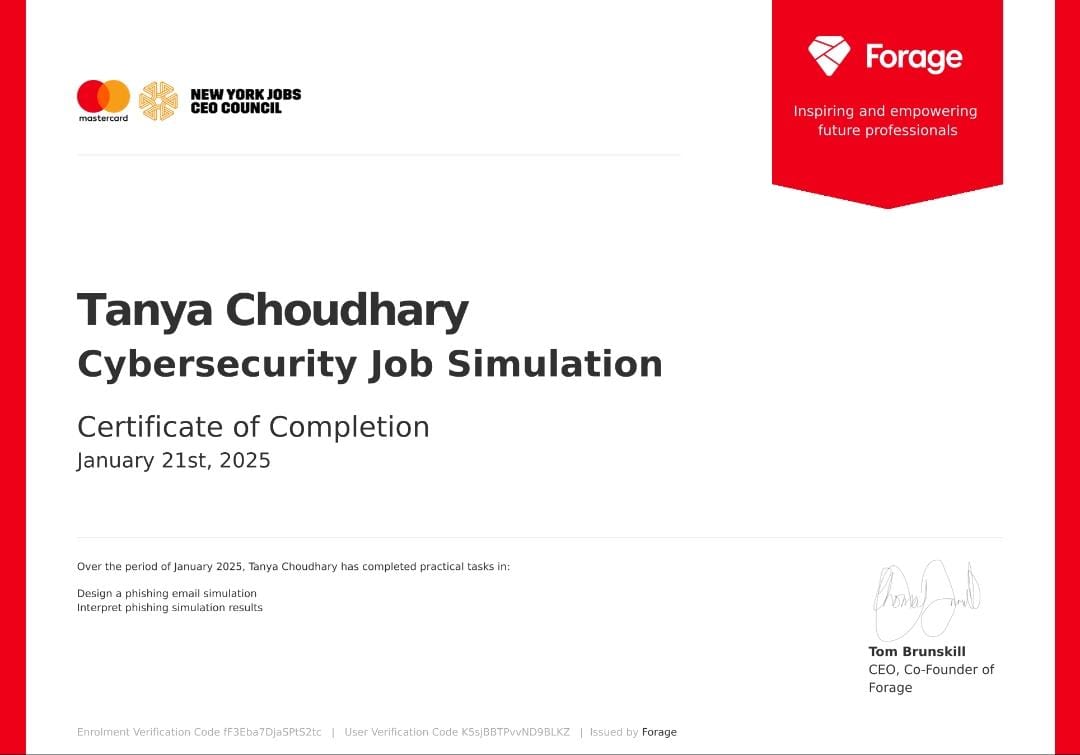 mastercard
NEW YORK JOBS
CEO COUNCIL
Forage
Inspiring and empowering
future professionals
Tanya Choudhary
Cybersecurity Job Simulation
Certificate of Completion
January 21st, 2025
Over the period of January 2025, Tanya Choudhary has completed practical tasks in:
Design a phishing email simulation
Interpret phishing simulation results
Tom Brunskill
CEO, Co-Founder of
Forage
Enrolment Verification Code fF3Eba7DjaSPtS2tc | User Verification Code K5sJBBTPvvND9BLKZ | Issued by Forage